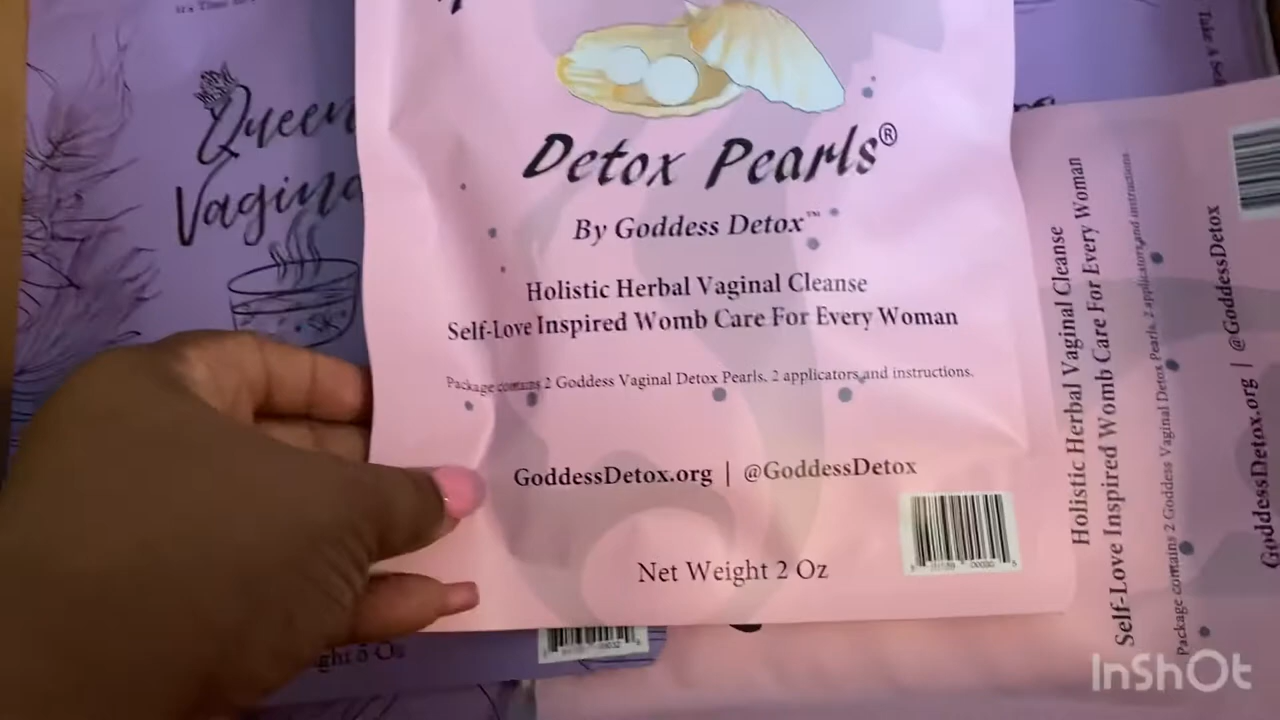 Queen
Vagina
Detox Pearls®
By Goddess Detox™
Holistic Herbal Vaginal Cleanse
Self-Love Inspired Womb Care For Every Woman
Package contains 2 Goddess Vaginal Detox Pearls, 2 applicators and instructions.
GoddessDetox.org | @GoddessDetox
Net Weight 2 Oz
Holistic Herbal Vaginal Cleanse
Self-Love Inspired Womb Care For Every Woman
Package contains 2 Goddess Vaginal Detox Pearls, 2 applicators and instructions
GoddessDetox.org | @GoddessDetox
InShOt